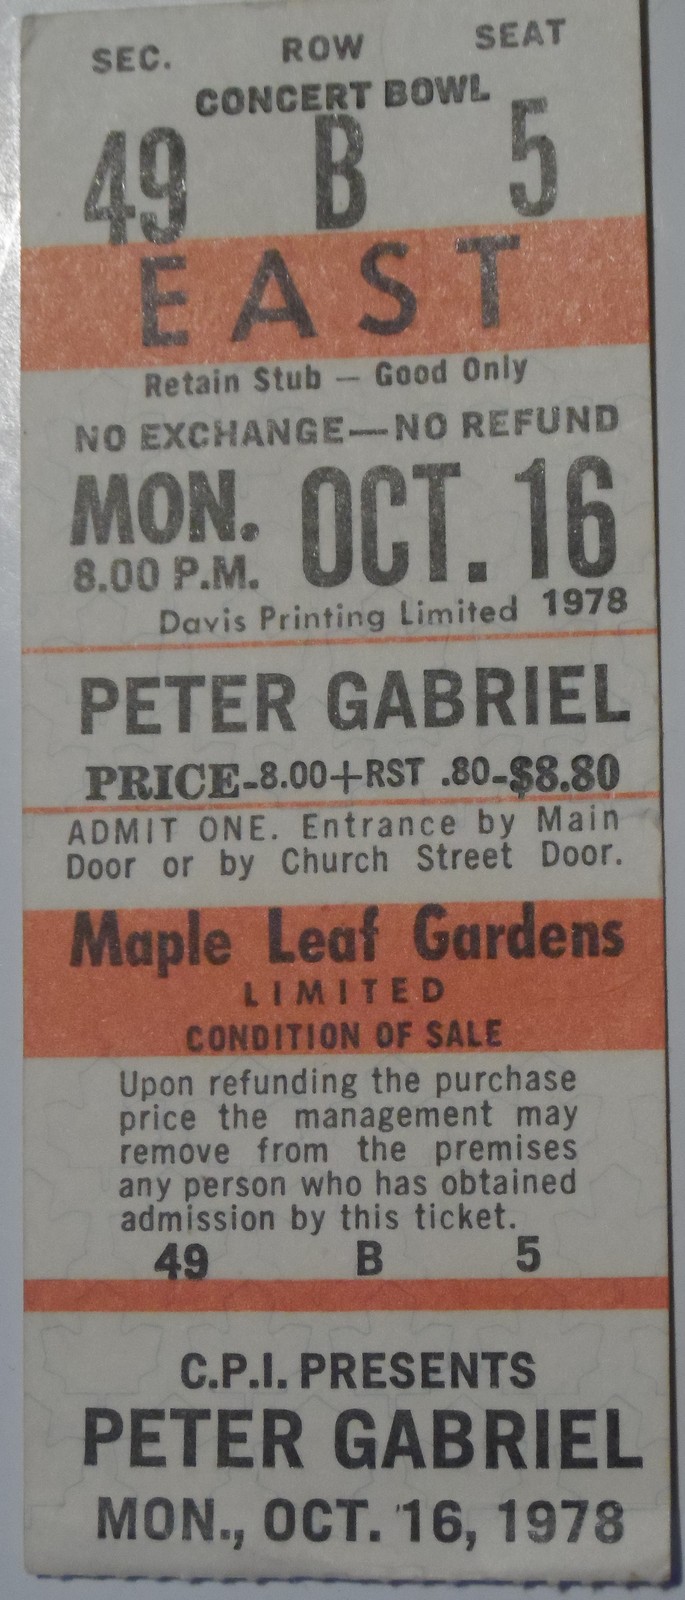 SEC. ROW SEAT
CONCERT BOWL
49 B 5
EAST
Retain Stub — Good Only
NO EXCHANGE—NO REFUND
MON. OCT. 16
8.00 P.M.
Davis Printing Limited 1978
PETER GABRIEL
PRICE-8.00+RST .80-$8.80
ADMIT ONE. Entrance by Main
Door or by Church Street Door.
Maple Leaf Gardens
LIMITED
CONDITION OF SALE
Upon refunding the purchase
price the management may
remove from the premises
any person who has obtained
admission by this ticket.
49 B 5
C.P.I. PRESENTS
PETER GABRIEL
MON., OCT. 16, 1978